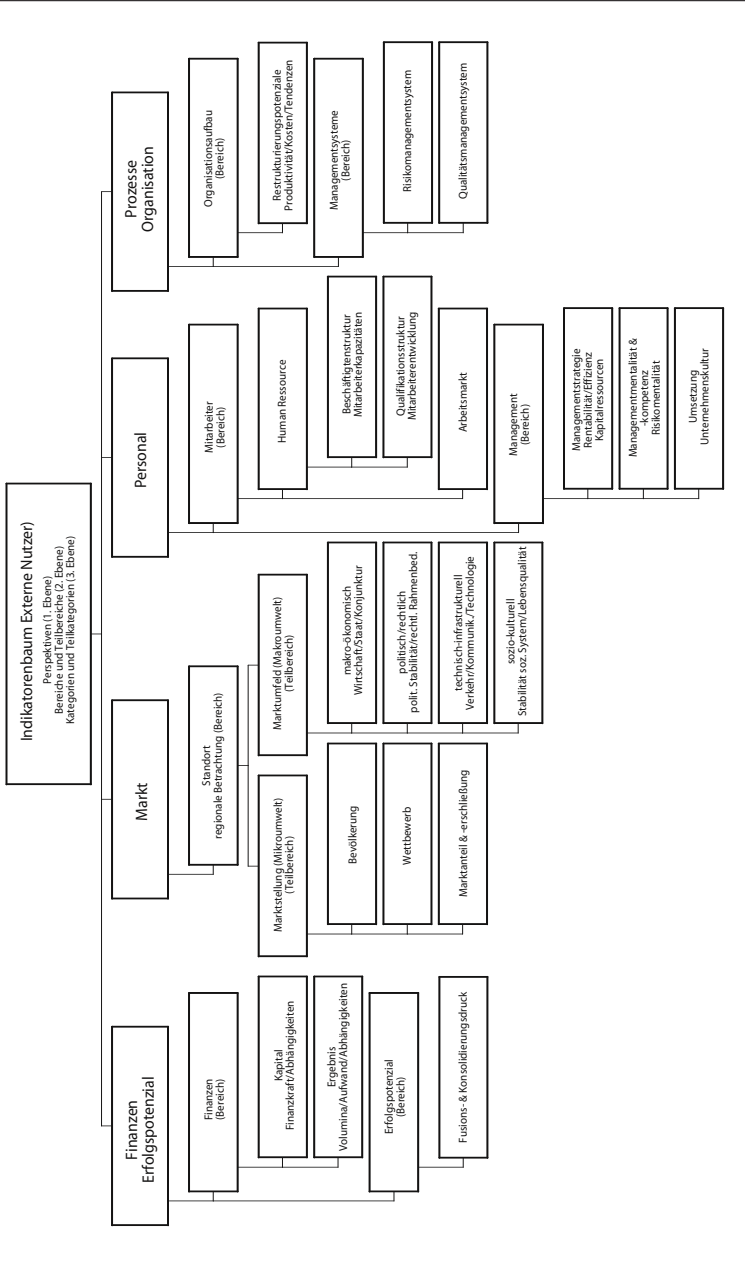 Indikatorenbaum Externe Nutzer)
Perspektiven (1. Ebene)
Bereiche und Teilbereiche (2. Ebene)
Kategorien und Teilkategorien (3. Ebene)
Finanzen
Erfolgspotenzial
Finanzen
(Bereich)
Kapital
Finanzkraft/Abhängigkeiten
Ergebnis
Volumina/Aufwand/Abhängigkeiten
Erfolgspotenzial
(Bereich)
Fusions- & Konsolidierungsdruck
Markt
Standort
regionale Betrachtung (Bereich)
Marktstellung (Mikroumwelt)
(Teilbereich)
Bevölkerung
Wettbewerb
Marktanteil & -erschließung
Marktumfeld (Makroumwelt)
(Teilbereich)
makro-ökonomisch
Wirtschaft/Staat/Konjunktur
politisch/rechtlich
polit. Stabilität/rechtl. Rahmenbed.
technisch-infrastrukturell
Verkehr/Kommunik./Technologie
sozio-kulturell
Stabilität soz. System/Lebensqualität
Personal
Mitarbeiter
(Bereich)
Human Ressource
Beschäftigtenstruktur
Mitarbeiterkapazitäten
Qualifikationsstruktur
Mitarbeiterentwicklung
Arbeitsmarkt
Management
(Bereich)
Managementstrategie
Rentabilität/Effizienz
Kapitalressourcen
Managementmentalität &
-kompetenz
Risikomentalität
Umsetzung
Unternehmenskultur
Prozesse
Organisation
Organisationsaufbau
(Bereich)
Restrukturierungspotenziale
Produktivität/Kosten/Tendenzen
Managementsysteme
(Bereich)
Risikomanagementsystem
Qualitätsmanagementsystem